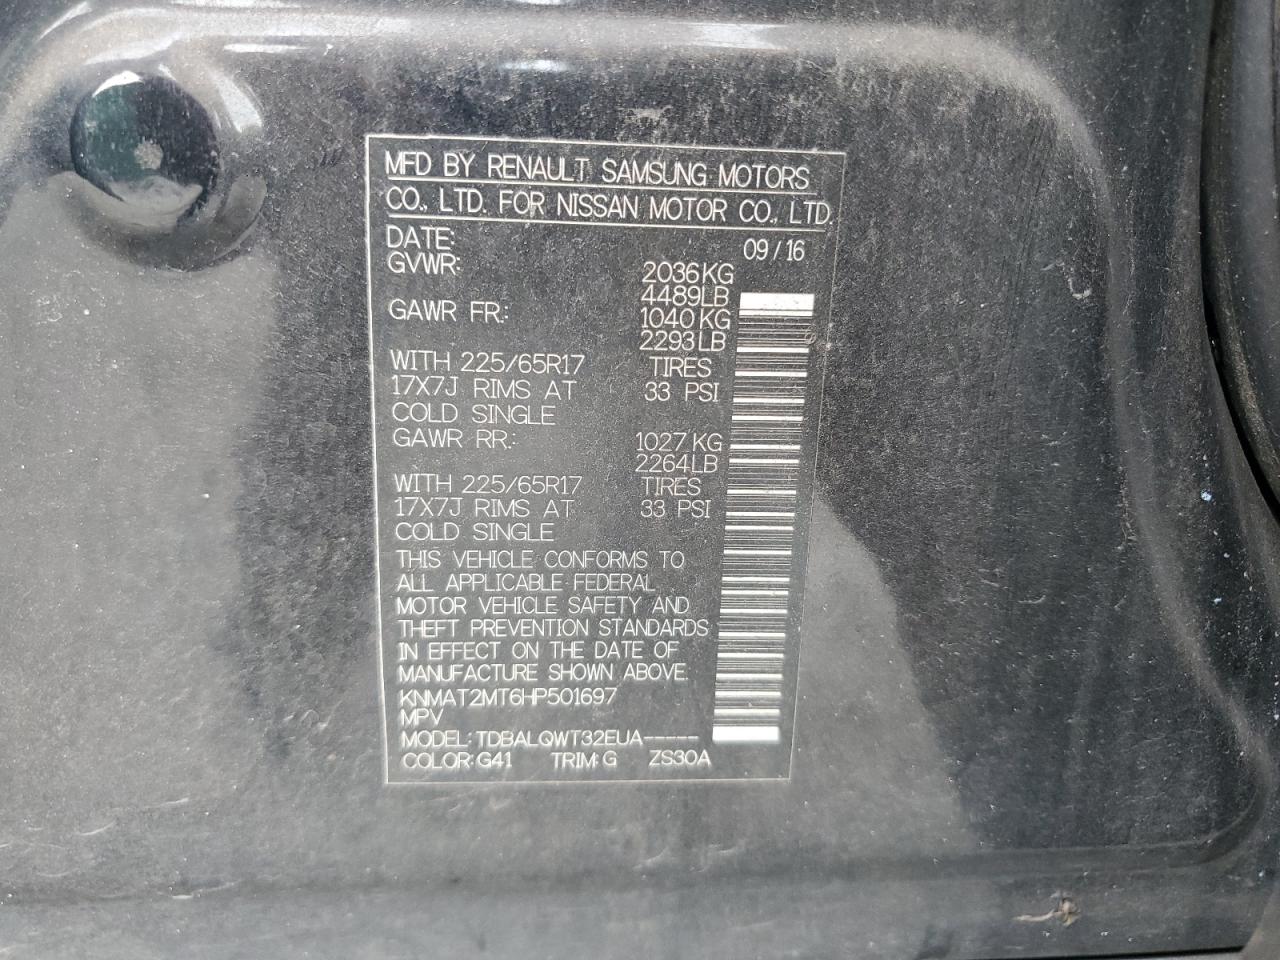 MFD BY RENAULT SAMSUNG MOTORS
CO., LTD. FOR NISSAN MOTOR CO., LTD.
DATE: 09 / 16
GVWR: 2036KG
4489LB
GAWR FR.: 1040KG
2293LB
WITH 225/65R17 TIRES
17X7J RIMS AT 33 PSI
COLD SINGLE
GAWR RR.: 1027KG
2264LB
WITH 225/65R17 TIRES
17X7J RIMS AT 33 PSI
COLD SINGLE
THIS VEHICLE CONFORMS TO
ALL APPLICABLE FEDERAL
MOTOR VEHICLE SAFETY AND
THEFT PREVENTION STANDARDS
IN EFFECT ON THE DATE OF
MANUFACTURE SHOWN ABOVE.
KNMAT2MT6HP501697
MPV
MODEL: TDBALQWT32EUA-----
COLOR: G41 TRIM: G ZS30A